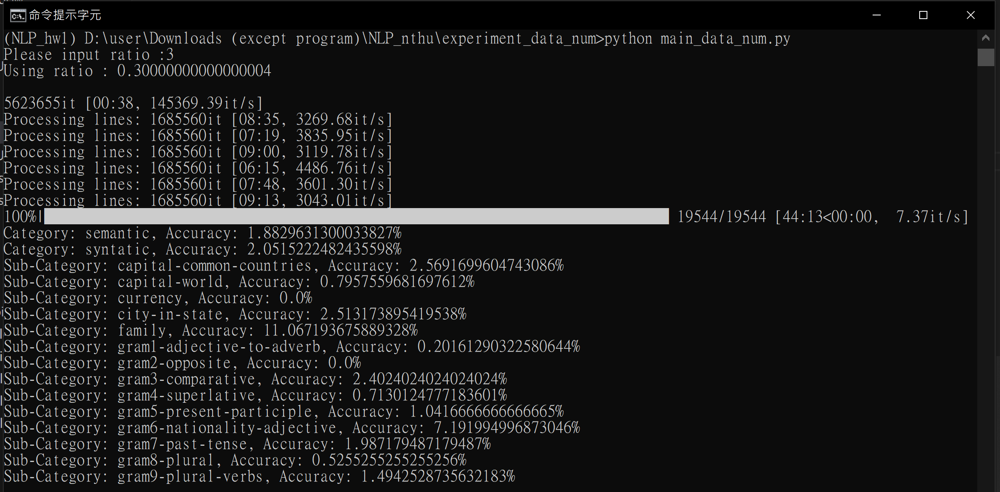 命令提示字元
(NLP_hw1) D:\user\Downloads (except program)\NLP_nthu\experiment_data_num>python main_data_num.py
Please input ratio :3
Using ratio : 0.30000000000000004
5623655it [00:38, 145369.39it/s]
Processing lines: 1685560it [08:35, 3269.68it/s]
Processing lines: 1685560it [07:19, 3835.95it/s]
Processing lines: 1685560it [09:00, 3119.78it/s]
Processing lines: 1685560it [06:15, 4486.76it/s]
Processing lines: 1685560it [07:48, 3601.30it/s]
Processing lines: 1685560it [09:13, 3043.01it/s]
100%| 19544/19544 [44:13<00:00,  7.37it/s]
Category: semantic, Accuracy: 1.8829631300033827%
Category: syntatic, Accuracy: 2.0515222482435598%
Sub-Category: capital-common-countries, Accuracy: 2.5691699604743086%
Sub-Category: capital-world, Accuracy: 0.7957559681697612%
Sub-Category: currency, Accuracy: 0.0%
Sub-Category: city-in-state, Accuracy: 2.513173895419538%
Sub-Category: family, Accuracy: 11.067193675889328%
Sub-Category: gram1-adjective-to-adverb, Accuracy: 0.20161290322580644%
Sub-Category: gram2-opposite, Accuracy: 0.0%
Sub-Category: gram3-comparative, Accuracy: 2.4024024024024024%
Sub-Category: gram4-superlative, Accuracy: 0.7130124777183601%
Sub-Category: gram5-present-participle, Accuracy: 1.0416666666666665%
Sub-Category: gram6-nationality-adjective, Accuracy: 7.191994996873046%
Sub-Category: gram7-past-tense, Accuracy: 1.987179487179487%
Sub-Category: gram8-plural, Accuracy: 0.5255255255255256%
Sub-Category: gram9-plural-verbs, Accuracy: 1.4942528735632183%